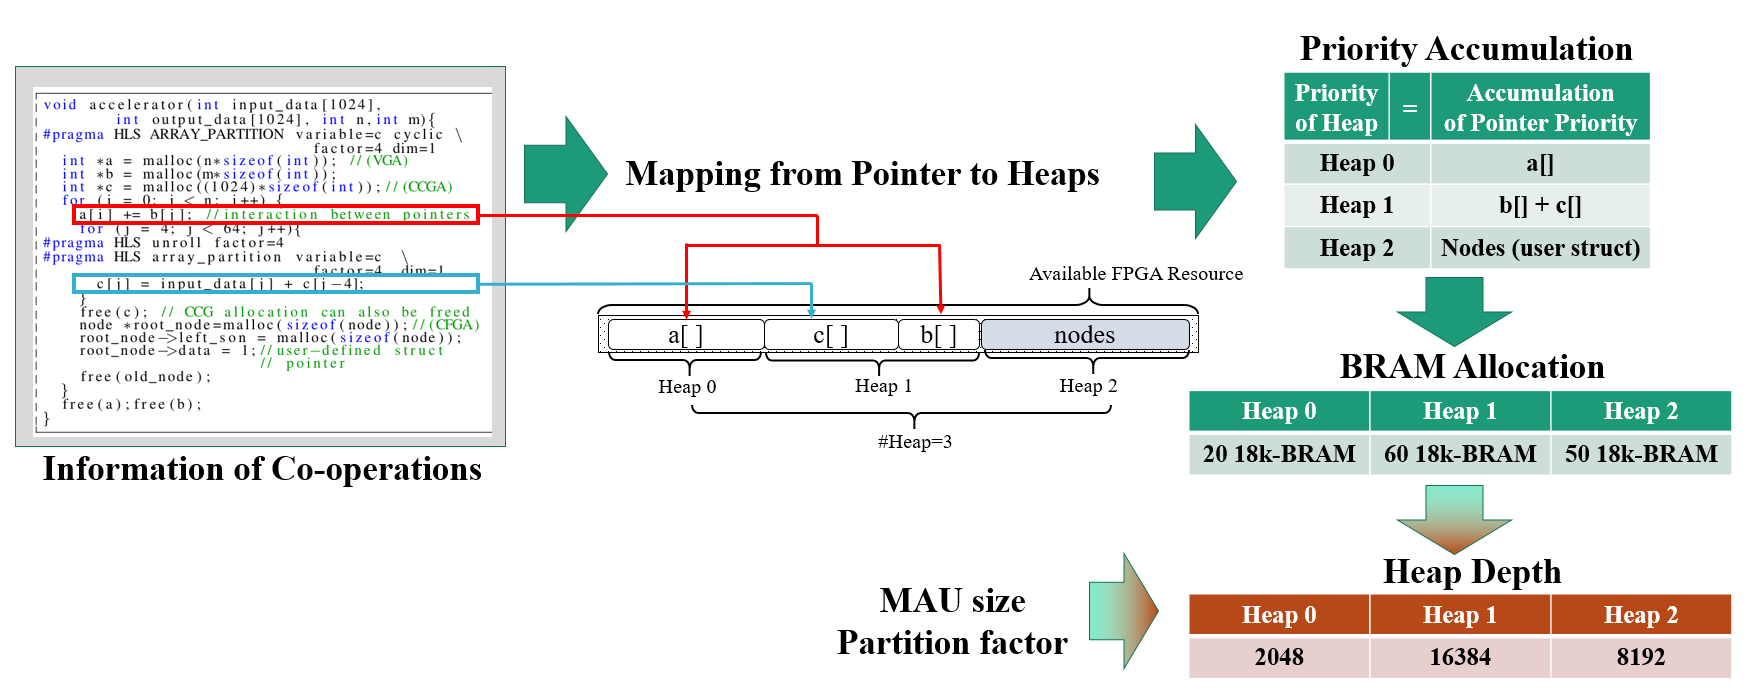 void accelerator(int input_data[1024],
int output_data[1024], int n, int m){
#pragma HLS ARRAY_PARTITION variable=c cyclic \
factor=4 dim=1
int *a = malloc(n*sizeof(int)); //(VGA)
int *b = malloc(m*sizeof(int));
int *c = malloc((1024)*sizeof(int)); //(CCGA)
for (i = 0; i < n; i++) {
a[i] += b[j]; //interaction between pointers
for (j = 4; j < 64; j++){
#pragma HLS unroll factor=4
#pragma HLS array_partition variable=c \
factor=4 dim=1
c[j] = input_data[j] + c[j-4];
}
free(c); // CCG allocation can also be freed
node *root_node=malloc(sizeof(node)); //(CFGA)
root_node->left_son = malloc(sizeof(node));
root_node->data = 1; //user-defined struct
// pointer
free(old_node);
}
free(a);free(b);
}
Information of Co-operations
Mapping from Pointer to Heaps
Available FPGA Resource
a[ ] c[ ] b[ ] nodes
Heap 0 Heap 1 Heap 2
#Heap=3
Priority Accumulation
Priority of Heap = Accumulation of Pointer Priority
Heap 0 a[]
Heap 1 b[] + c[]
Heap 2 Nodes (user struct)
BRAM Allocation
Heap 0 Heap 1 Heap 2
20 18k-BRAM 60 18k-BRAM 50 18k-BRAM
MAU size
Partition factor
Heap Depth
Heap 0 Heap 1 Heap 2
2048 16384 8192